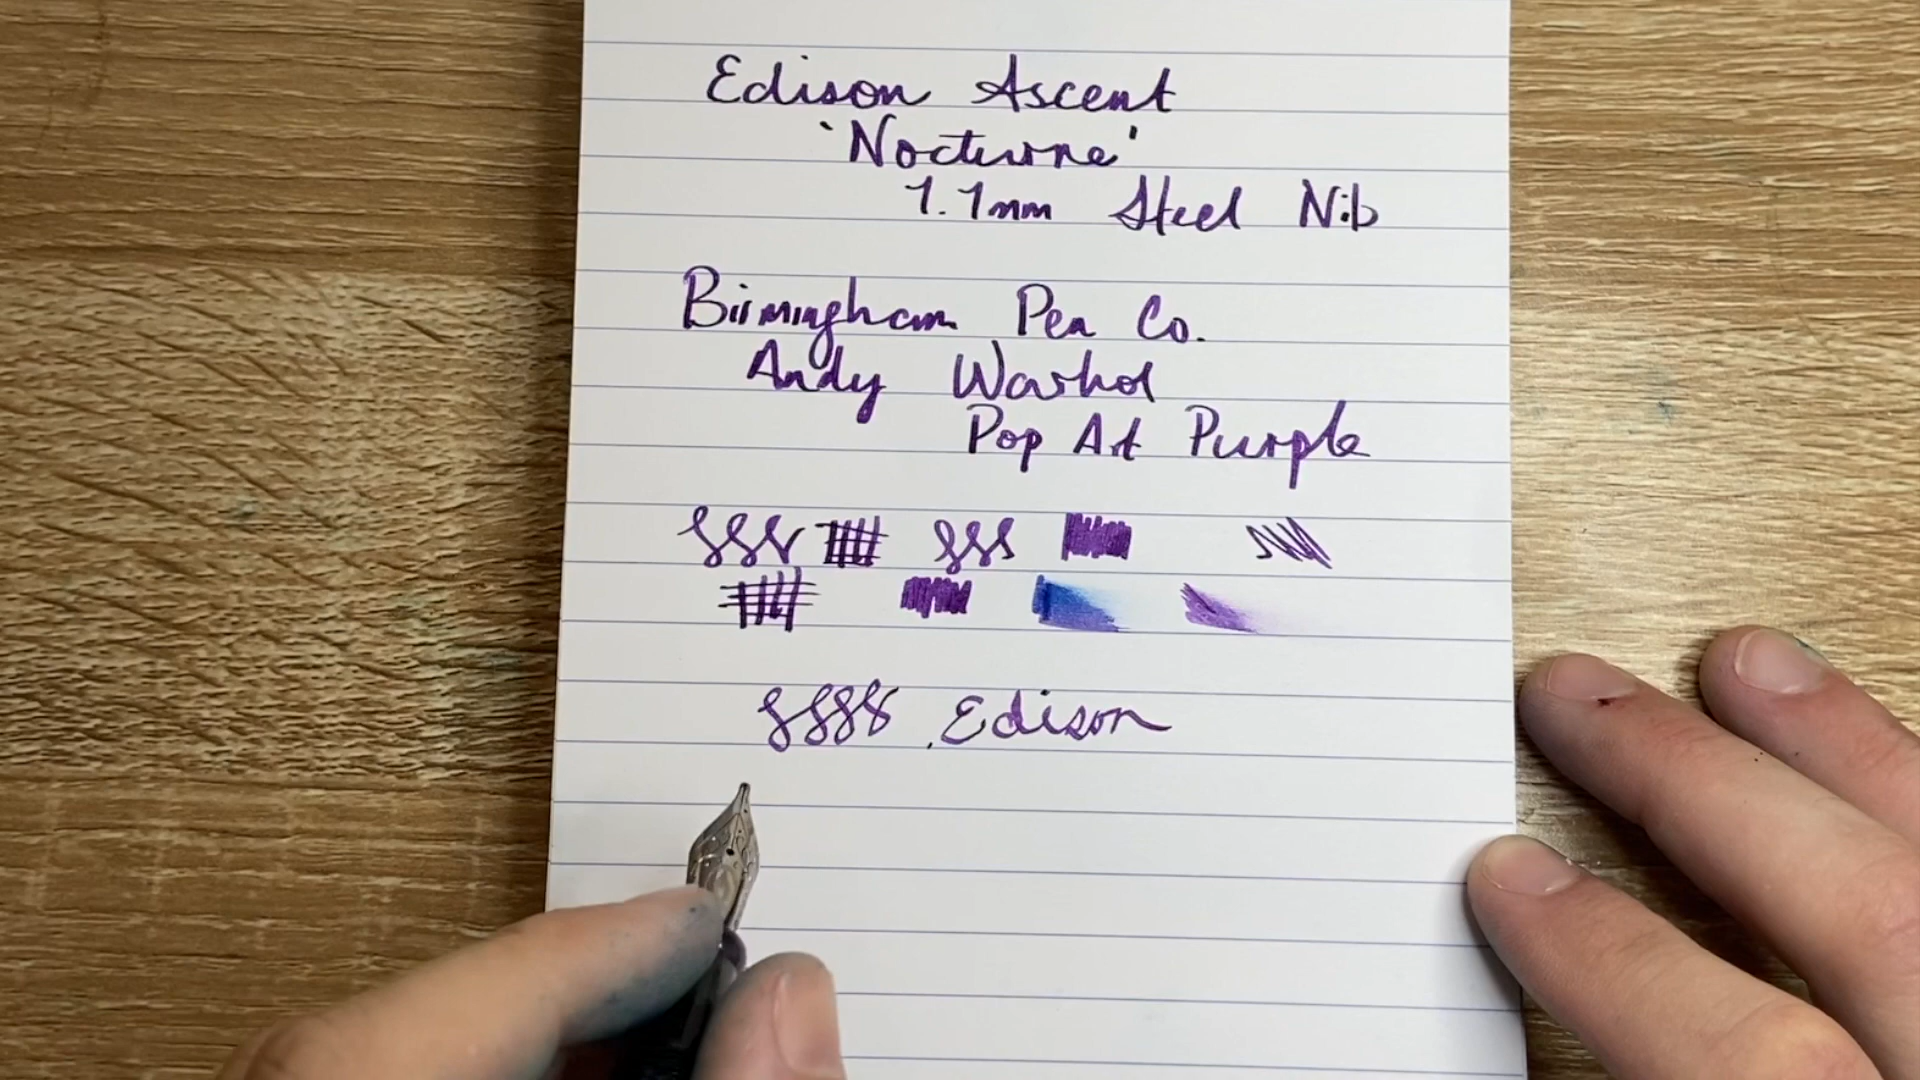 Edison Ascent
'Nocturne'
1.1mm Steel Nib
Birmingham Pen Co.
Andy Warhol
Pop Art Purple
Edison